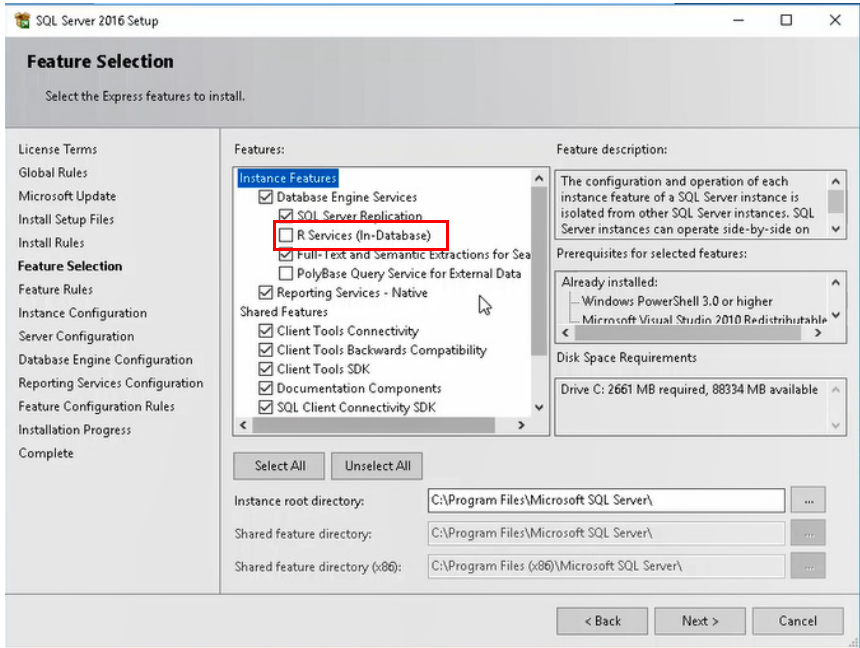 SQL Server 2016 Setup
Feature Selection
Select the Express features to install.
License Terms
Global Rules
Microsoft Update
Install Setup Files
Install Rules
Feature Selection
Feature Rules
Instance Configuration
Server Configuration
Database Engine Configuration
Reporting Services Configuration
Feature Configuration Rules
Installation Progress
Complete
Features:
Instance Features
Database Engine Services
SQL Server Replication
R Services (In-Database)
Full-Text and Semantic Extractions for Sea
PolyBase Query Service for External Data
Reporting Services - Native
Shared Features
Client Tools Connectivity
Client Tools Backwards Compatibility
Client Tools SDK
Documentation Components
SQL Client Connectivity SDK
Feature description:
The configuration and operation of each
instance feature of a SQL Server instance is
isolated from other SQL Server instances. SQL
Server instances can operate side-by-side on
Prerequisites for selected features:
Already installed:
Windows PowerShell 3.0 or higher
Microsoft Visual Studio 2010 Redistributable
Disk Space Requirements
Drive C: 2661 MB required, 88334 MB available
Select All
Unselect All
Instance root directory:
C:\Program Files\Microsoft SQL Server\
...
Shared feature directory:
C:\Program Files\Microsoft SQL Server\
...
Shared feature directory (x86):
C:\Program Files (x86)\Microsoft SQL Server\
...
< Back
Next >
Cancel